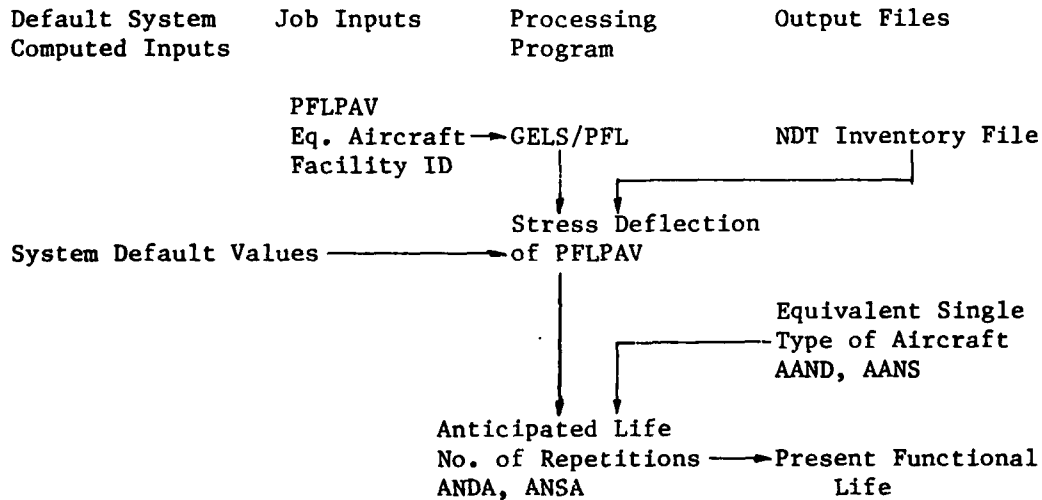 Default System Job Inputs Processing Output Files
Computed Inputs Program
PFLPAV
Eq. Aircraft GELS/PFL NDT Inventory File
Facility ID
Stress Deflection
System Default Values of PFLPAV
Equivalent Single
Type of Aircraft
AAND, AANS
Anticipated Life
No. of Repetitions Present Functional
ANDA, ANSA Life